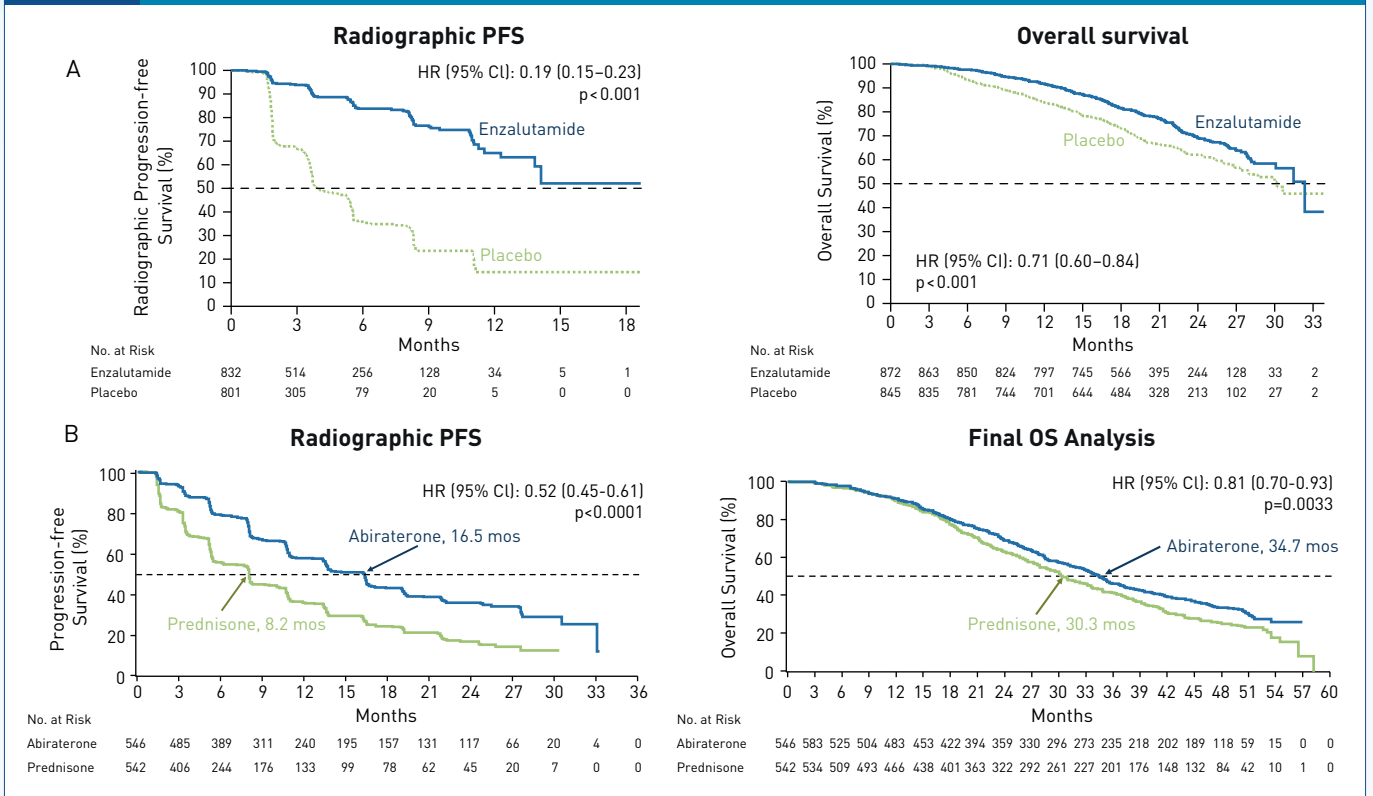 Radiographic PFS
Overall survival
A
Radiographic Progression-free
Survival (%)
100
90
80
70
60
50
40
30
20
10
0
HR (95% CI): 0.19 (0.15–0.23)
p<0.001
Enzalutamide
Placebo
0 3 6 9 12 15 18
Months
No. at Risk
Enzalutamide 832 514 256 128 34 5 1
Placebo 801 305 79 20 5 0 0
Overall Survival (%)
100
90
80
70
60
50
40
30
20
10
0
Enzalutamide
Placebo
HR (95% CI): 0.71 (0.60–0.84)
p<0.001
0 3 6 9 12 15 18 21 24 27 30 33
Months
No. at Risk
Enzalutamide 872 863 850 824 797 745 566 395 244 128 33 2
Placebo 845 835 781 744 701 644 484 328 213 102 27 2
B
Radiographic PFS
Final OS Analysis
Progression-free
Survival (%)
100
80
60
40
20
0
HR (95% CI): 0.52 (0.45-0.61)
p<0.0001
Abiraterone, 16.5 mos
Prednisone, 8.2 mos
0 3 6 9 12 15 18 21 24 27 30 33 36
Months
No. at Risk
Abiraterone 546 485 389 311 240 195 157 131 117 66 20 4 0
Prednisone 542 406 244 176 133 99 78 62 45 20 7 0 0
Overall Survival (%)
100
80
60
40
20
0
HR (95% CI): 0.81 (0.70-0.93)
p=0.0033
Abiraterone, 34.7 mos
Prednisone, 30.3 mos
0 3 6 9 12 15 18 21 24 27 30 33 36 39 42 45 48 51 54 57 60
Months
No. at Risk
Abiraterone 546 583 525 504 483 453 422 394 359 330 296 273 235 218 202 189 118 59 15 0 0
Prednisone 542 534 509 493 466 438 401 363 322 292 261 227 201 176 148 132 84 42 10 1 0